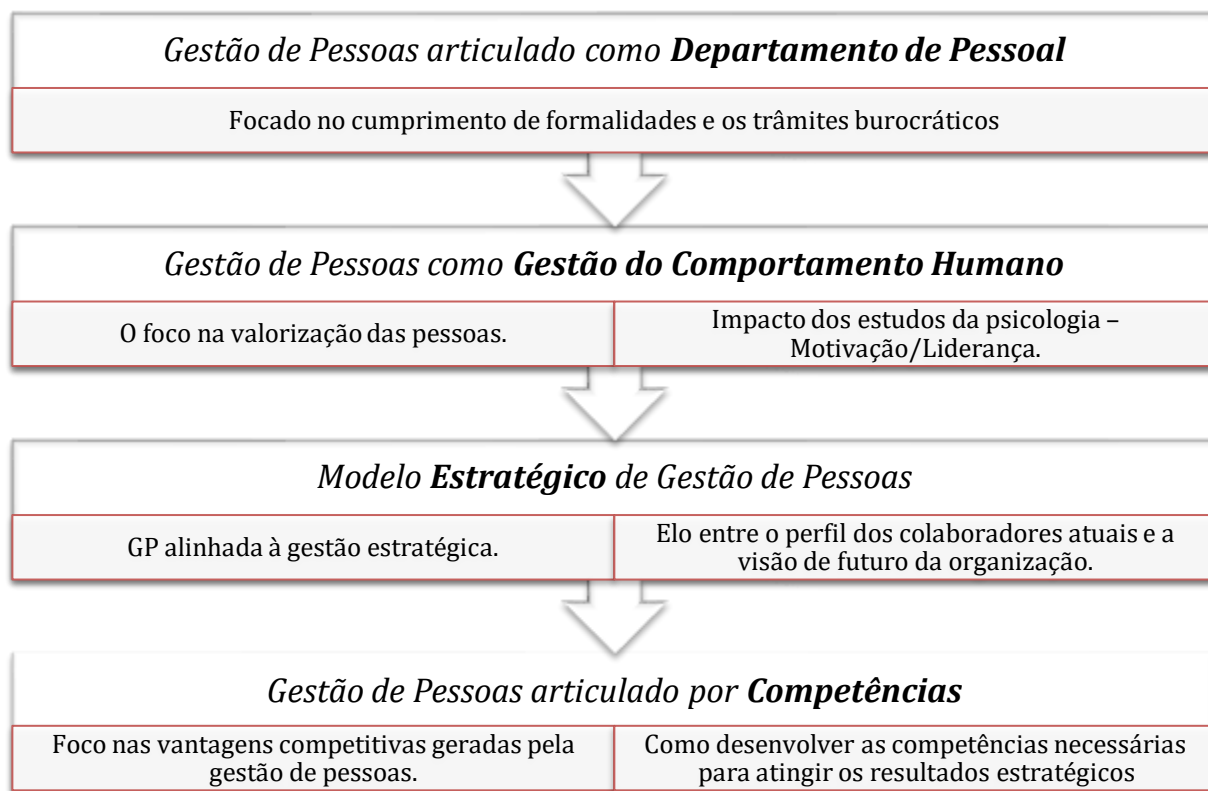 Gestão de Pessoas articulado como Departamento de Pessoal
Focado no cumprimento de formalidades e os trâmites burocráticos
Gestão de Pessoas como Gestão do Comportamento Humano
O foco na valorização das pessoas.
Impacto dos estudos da psicologia –
Motivação/Liderança.
Modelo Estratégico de Gestão de Pessoas
GP alinhada à gestão estratégica.
Elo entre o perfil dos colaboradores atuais e a
visão de futuro da organização.
Gestão de Pessoas articulado por Competências
Foco nas vantagens competitivas geradas pela
gestão de pessoas.
Como desenvolver as competências necessárias
para atingir os resultados estratégicos